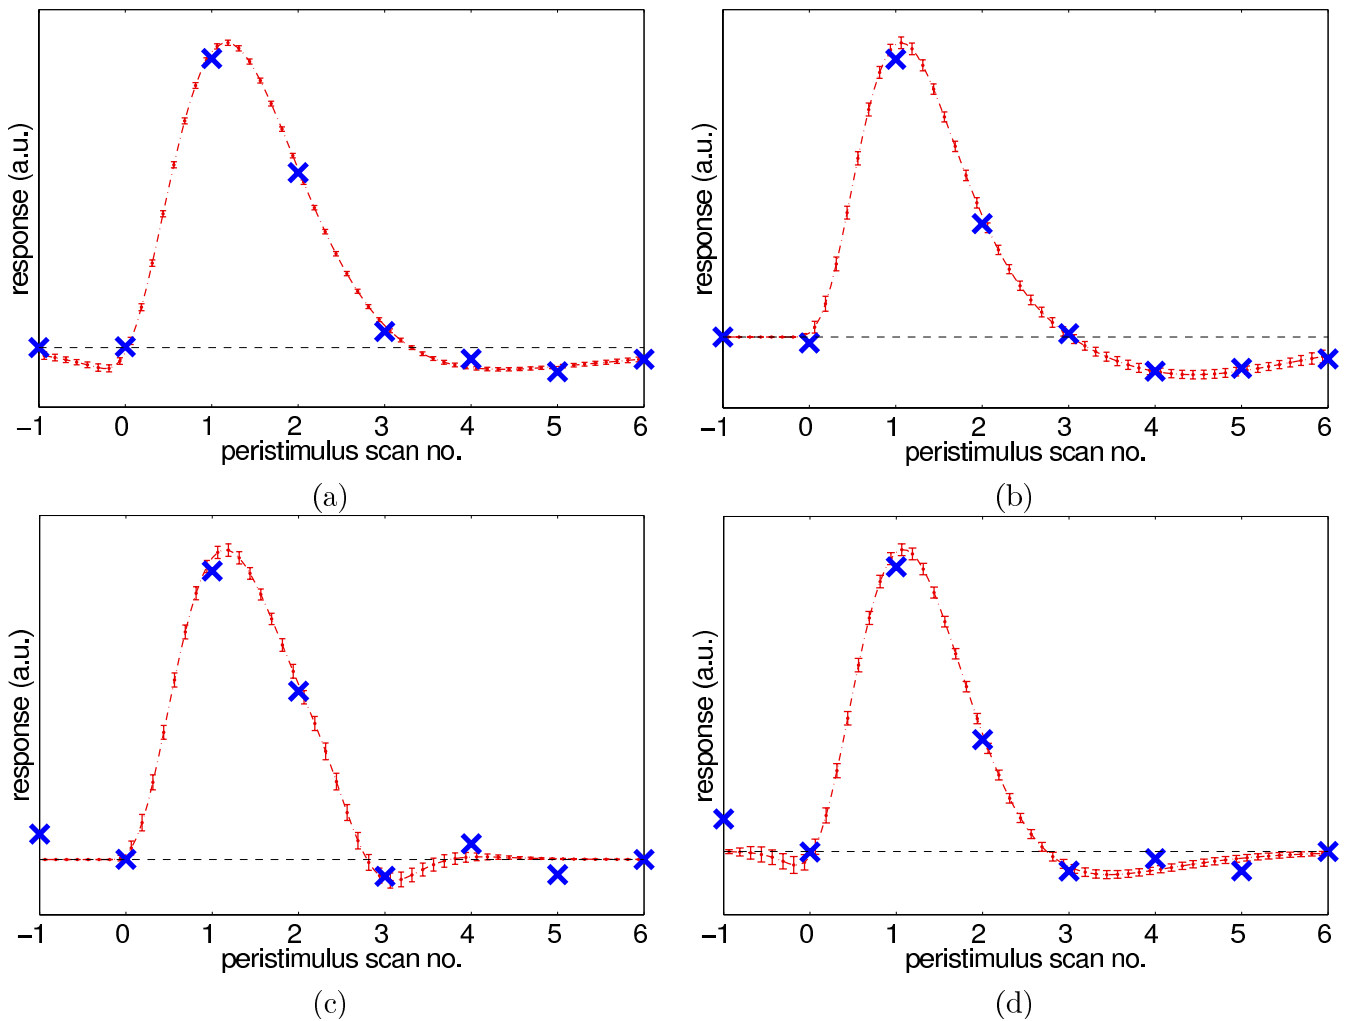 response (a.u.)
−1 0 1 2 3 4 5 6
peristimulus scan no.
(a)
response (a.u.)
−1 0 1 2 3 4 5 6
peristimulus scan no.
(b)
response (a.u.)
−1 0 1 2 3 4 5 6
peristimulus scan no.
(c)
response (a.u.)
−1 0 1 2 3 4 5 6
peristimulus scan no.
(d)